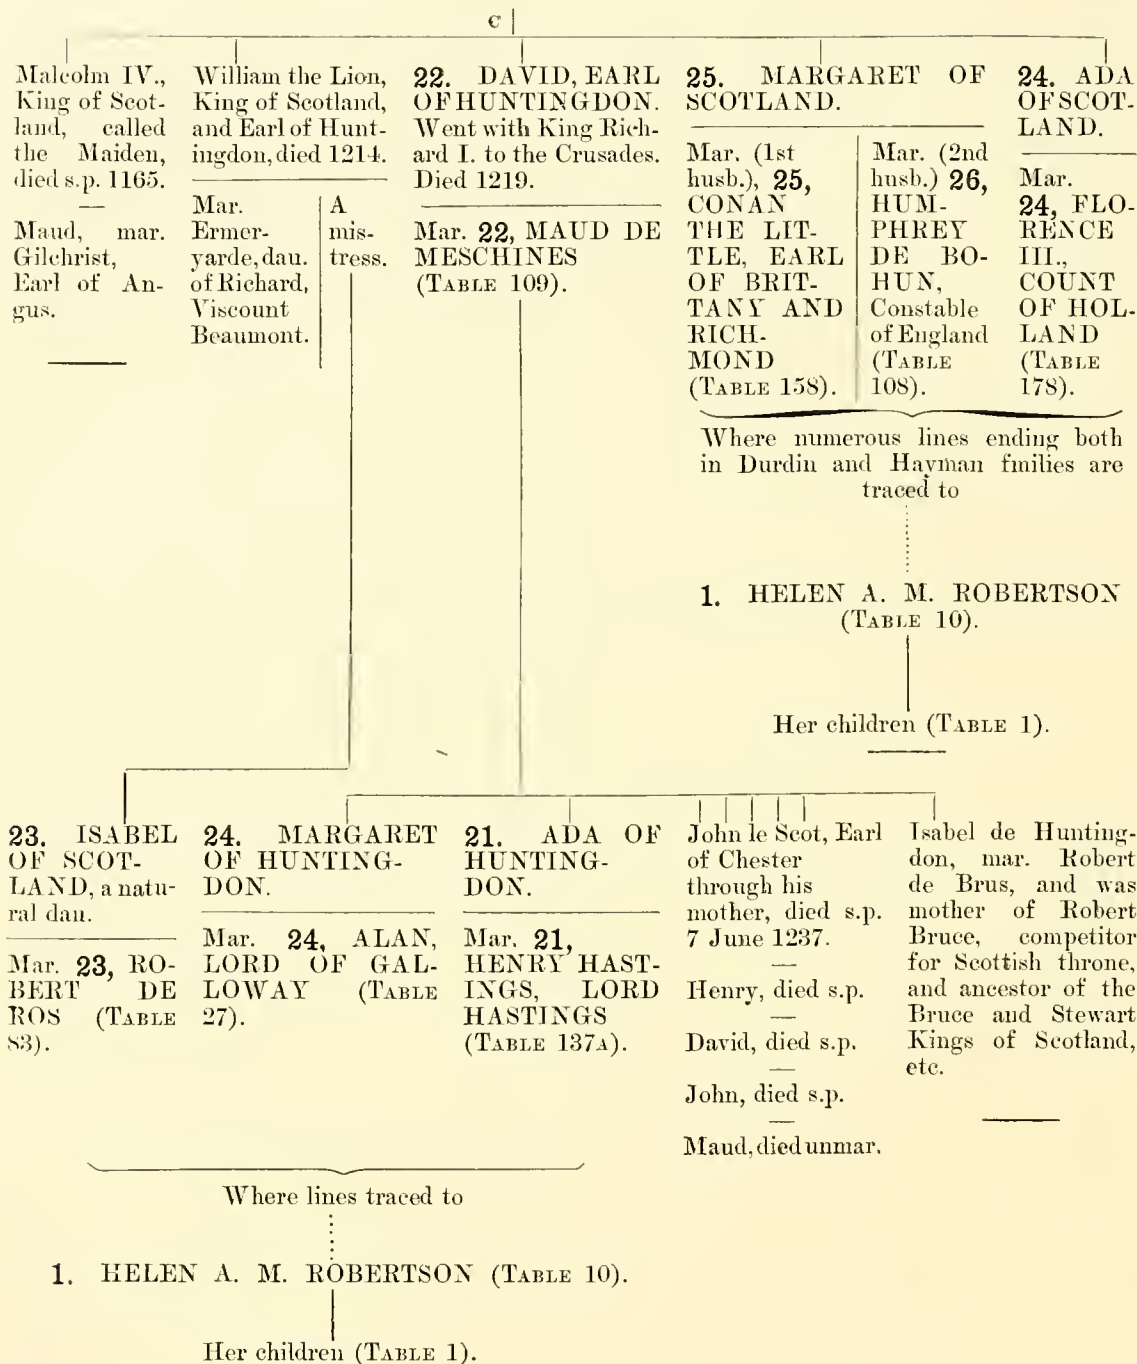 c
Malcolm IV.,
King of Scot-
land, called
the Maiden,
died s.p. 1165.
—
Maud, mar.
Gilchrist,
Earl of An-
gus.
William the Lion,
King of Scotland,
and Earl of Hunt-
ingdon, died 1214.
Mar.
Ermer-
yarde, dau.
of Richard,
Viscount
Beaumont.
A
mis-
tress.
22. DAVID, EARL
OF HUNTINGDON.
Went with King Rich-
ard I. to the Crusades.
Died 1219.
Mar. 22, MAUD DE
MESCHINES
(TABLE 109).
25. MARGARET OF
SCOTLAND.
Mar. (1st
husb.), 25,
CONAN
THE LIT-
TLE, EARL
OF BRIT-
TANY AND
RICH-
MOND
(TABLE 158).
Mar. (2nd
husb.) 26,
HUM-
PHREY
DE BO-
HUN,
Constable
of England
(TABLE
108).
24. ADA
OF SCOT-
LAND.
Mar.
24, FLO-
RENCE
III.,
COUNT
OF HOL-
LAND
(TABLE
178).
Where numerous lines ending both
in Durdin and Hayman fmilies are
traced to
1. HELEN A. M. ROBERTSON
(TABLE 10).
Her children (TABLE 1).
23. ISABEL
OF SCOT-
LAND, a natu-
ral dau.
Mar. 23, RO-
BERT DE
ROS (TABLE
83).
24. MARGARET
OF HUNTING-
DON.
Mar. 24, ALAN,
LORD OF GAL-
LOWAY (TABLE
27).
21. ADA OF
HUNTING-
DON.
Mar. 21,
HENRY HAST-
INGS, LORD
HASTINGS
(TABLE 137A).
John le Scot, Earl
of Chester
through his
mother, died s.p.
7 June 1237.
—
Henry, died s.p.
—
David, died s.p.
—
John, died s.p.
—
Maud, died unmar.
Isabel de Hunting-
don, mar. Robert
de Brus, and was
mother of Robert
Bruce, competitor
for Scottish throne,
and ancestor of the
Bruce and Stewart
Kings of Scotland,
etc.
Where lines traced to
1. HELEN A. M. ROBERTSON (TABLE 10).
Her children (TABLE 1).